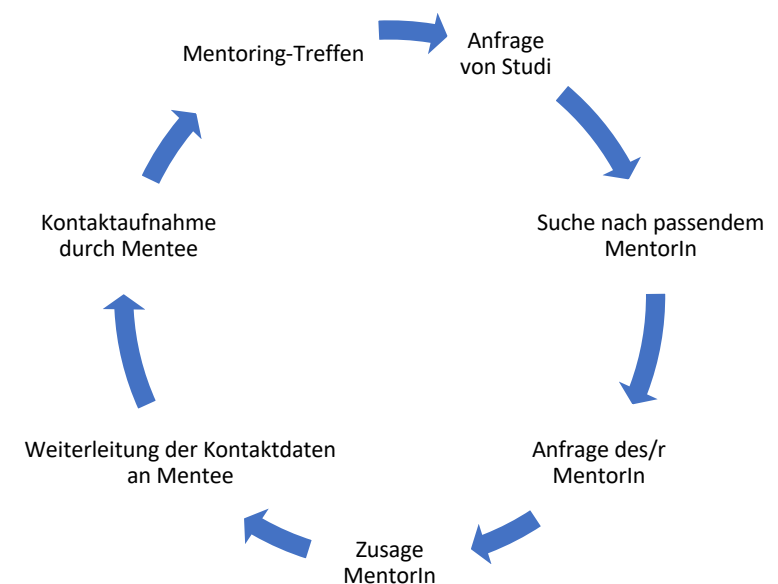 Mentoring-Treffen
Anfrage
von Studi
Suche nach passendem
MentorIn
Anfrage des/r
MentorIn
Zusage
MentorIn
Weiterleitung der Kontaktdaten
an Mentee
Kontaktaufnahme
durch Mentee